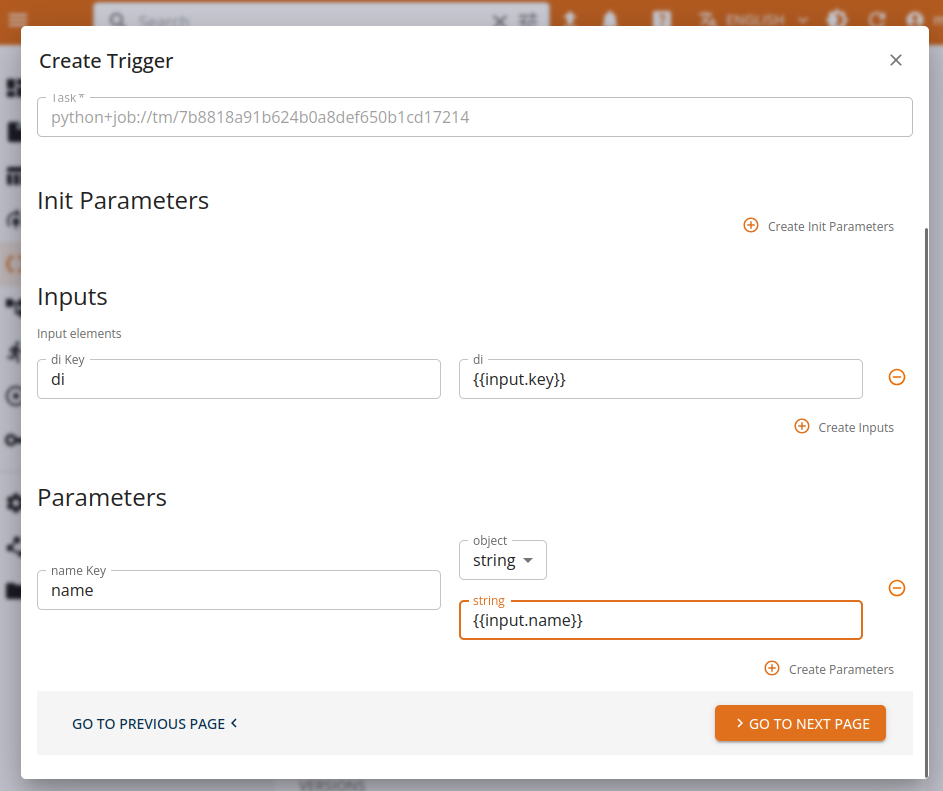 Search
ENGLISH
Create Trigger
Task *
python+job://tm/7b8818a91b624b0a8def650b1cd17214
Init Parameters
Create Init Parameters
Inputs
Input elements
di Key
di
di
{{input.key}}
Create Inputs
Parameters
name Key
name
object
string
string
{{input.name}}
Create Parameters
GO TO PREVIOUS PAGE
GO TO NEXT PAGE
VERSIONS